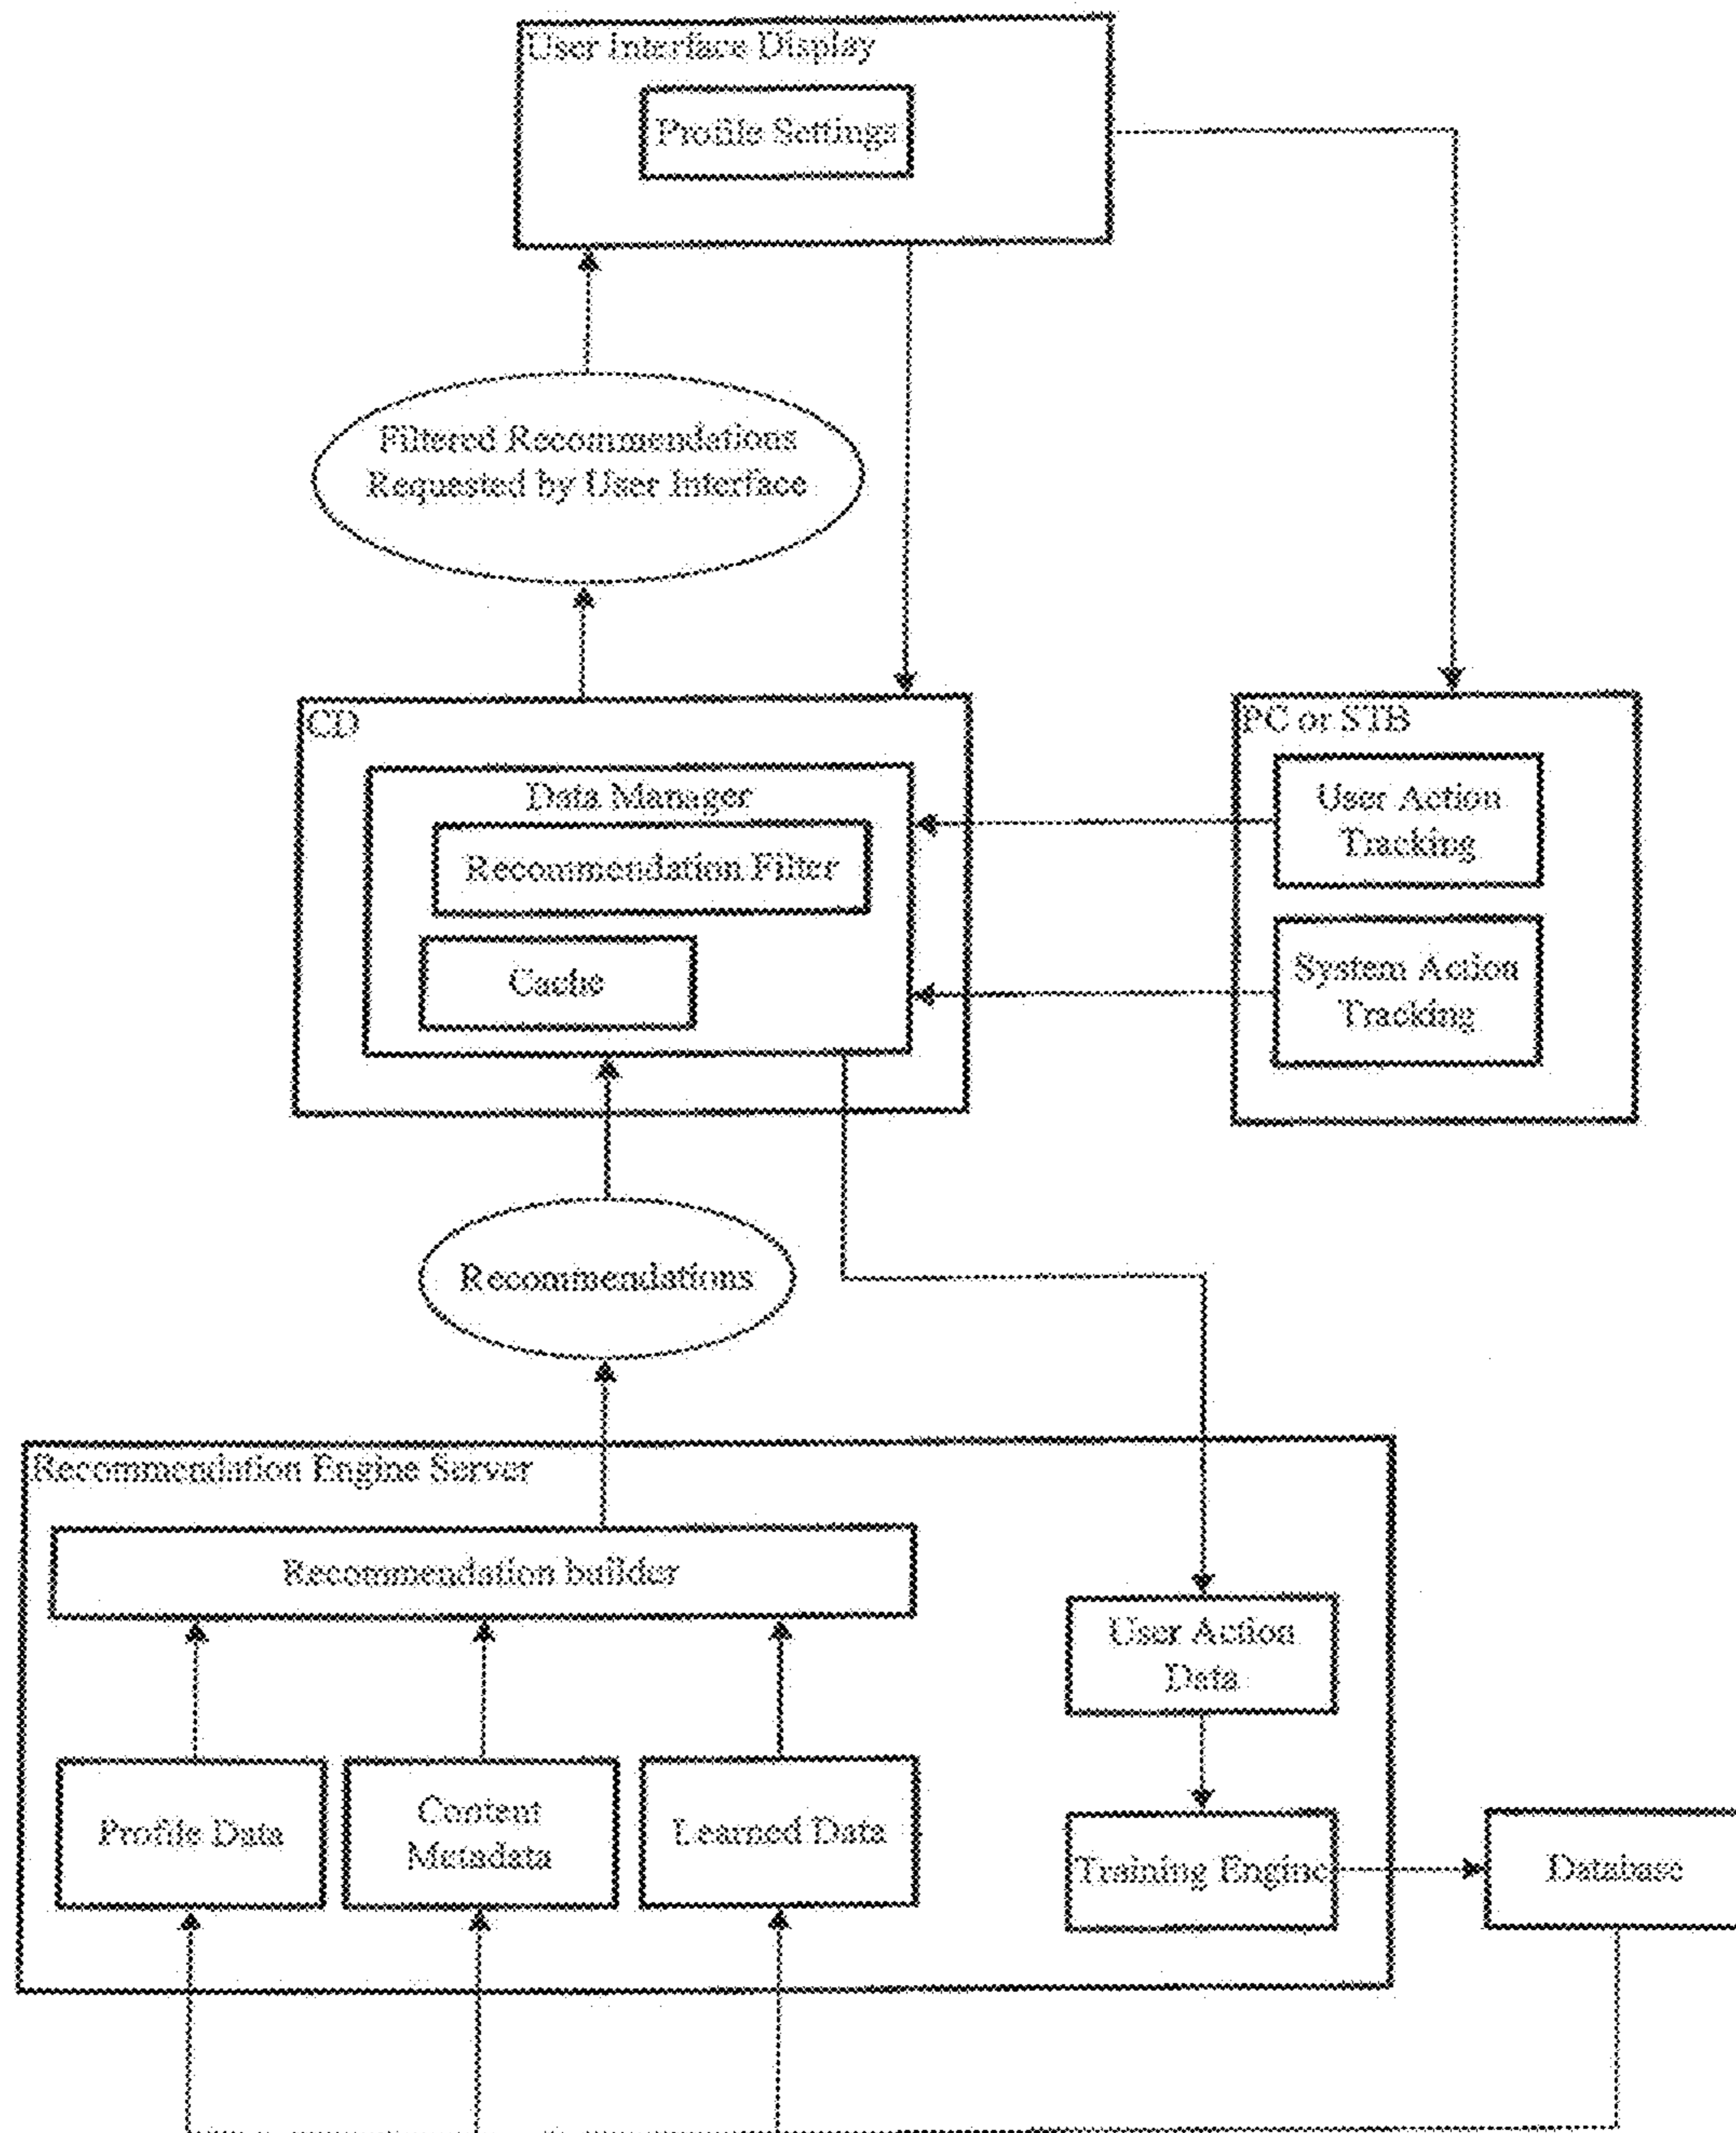 User Interface Display
Profile Settings
Filtered Recommendations
Requested by User Interface
CD
Data Manager
Recommendation Filter
Cache
PC or STB
User Action
Tracking
System Action
Tracking
Recommendations
Recommendation Engine Server
Recommendation builder
User Action
Data
Profile Data
Content
Metadata
Learned Data
Training Engine
Database